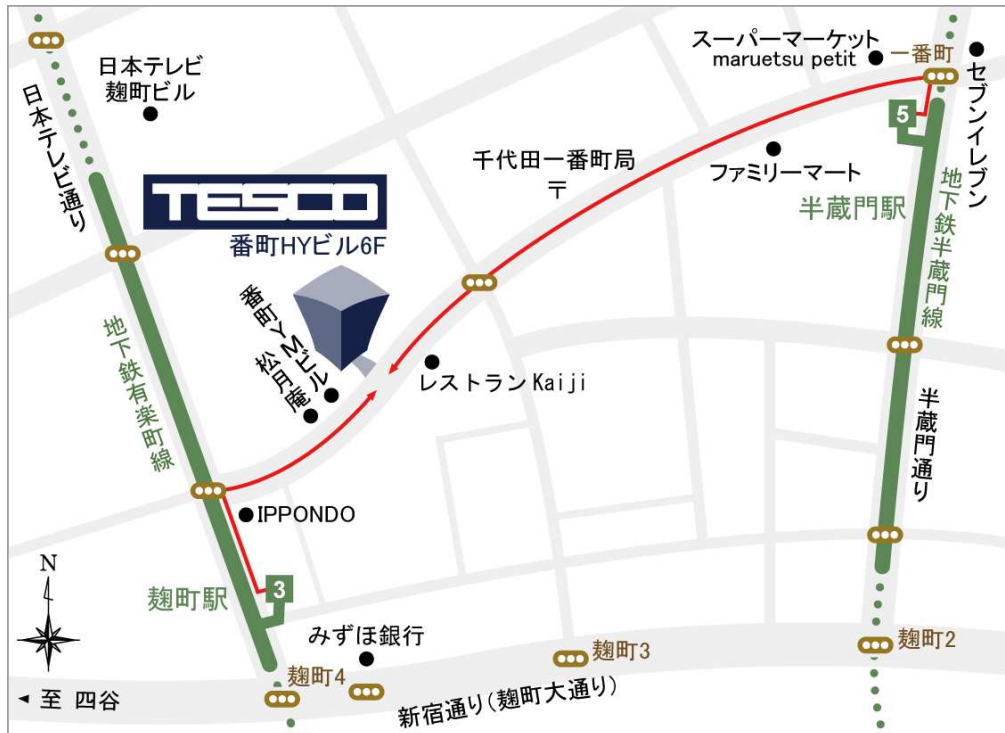 日本テレビ
麹町ビル
日本テレビ通り
スーパーマーケット
maruetsu petit
一番町
セブンイレブン
5
千代田一番町局
〒
ファミリーマート
半蔵門駅
地下鉄半蔵門線
TESCO
番町HYビル6F
番町YMビル
松月庵
レストラン Kaiji
地下鉄有楽町線
半蔵門通り
IPPONDO
N
麹町駅
3
みずほ銀行
麹町4
麹町3
麹町2
◄ 至 四谷
新宿通り(麹町大通り)